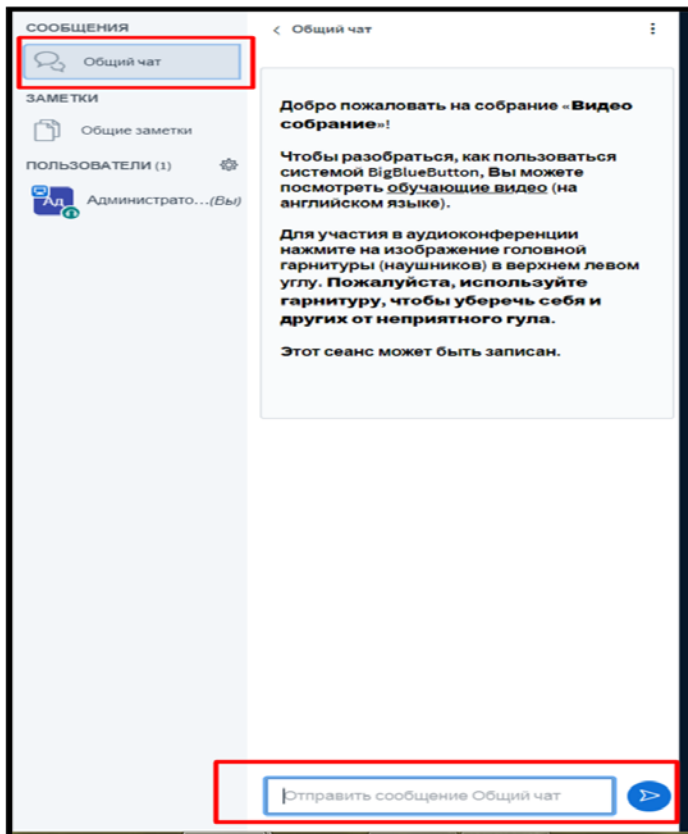 СООБЩЕНИЯ
Общий чат
ЗАМЕТКИ
Общие заметки
ПОЛЬЗОВАТЕЛИ (1)
Ад
Администрато...(Вы)
< Общий чат
Добро пожаловать на собрание «Видео
собрание»!
Чтобы разобраться, как пользоваться
системой BigBlueButton, Вы можете
посмотреть обучающие видео (на
английском языке).
Для участия в аудиоконференции
нажмите на изображение головной
гарнитуры (наушников) в верхнем левом
углу. Пожалуйста, используйте
гарнитуру, чтобы уберечь себя и
других от неприятного гула.
Этот сеанс может быть записан.
Отправить сообщение Общий чат